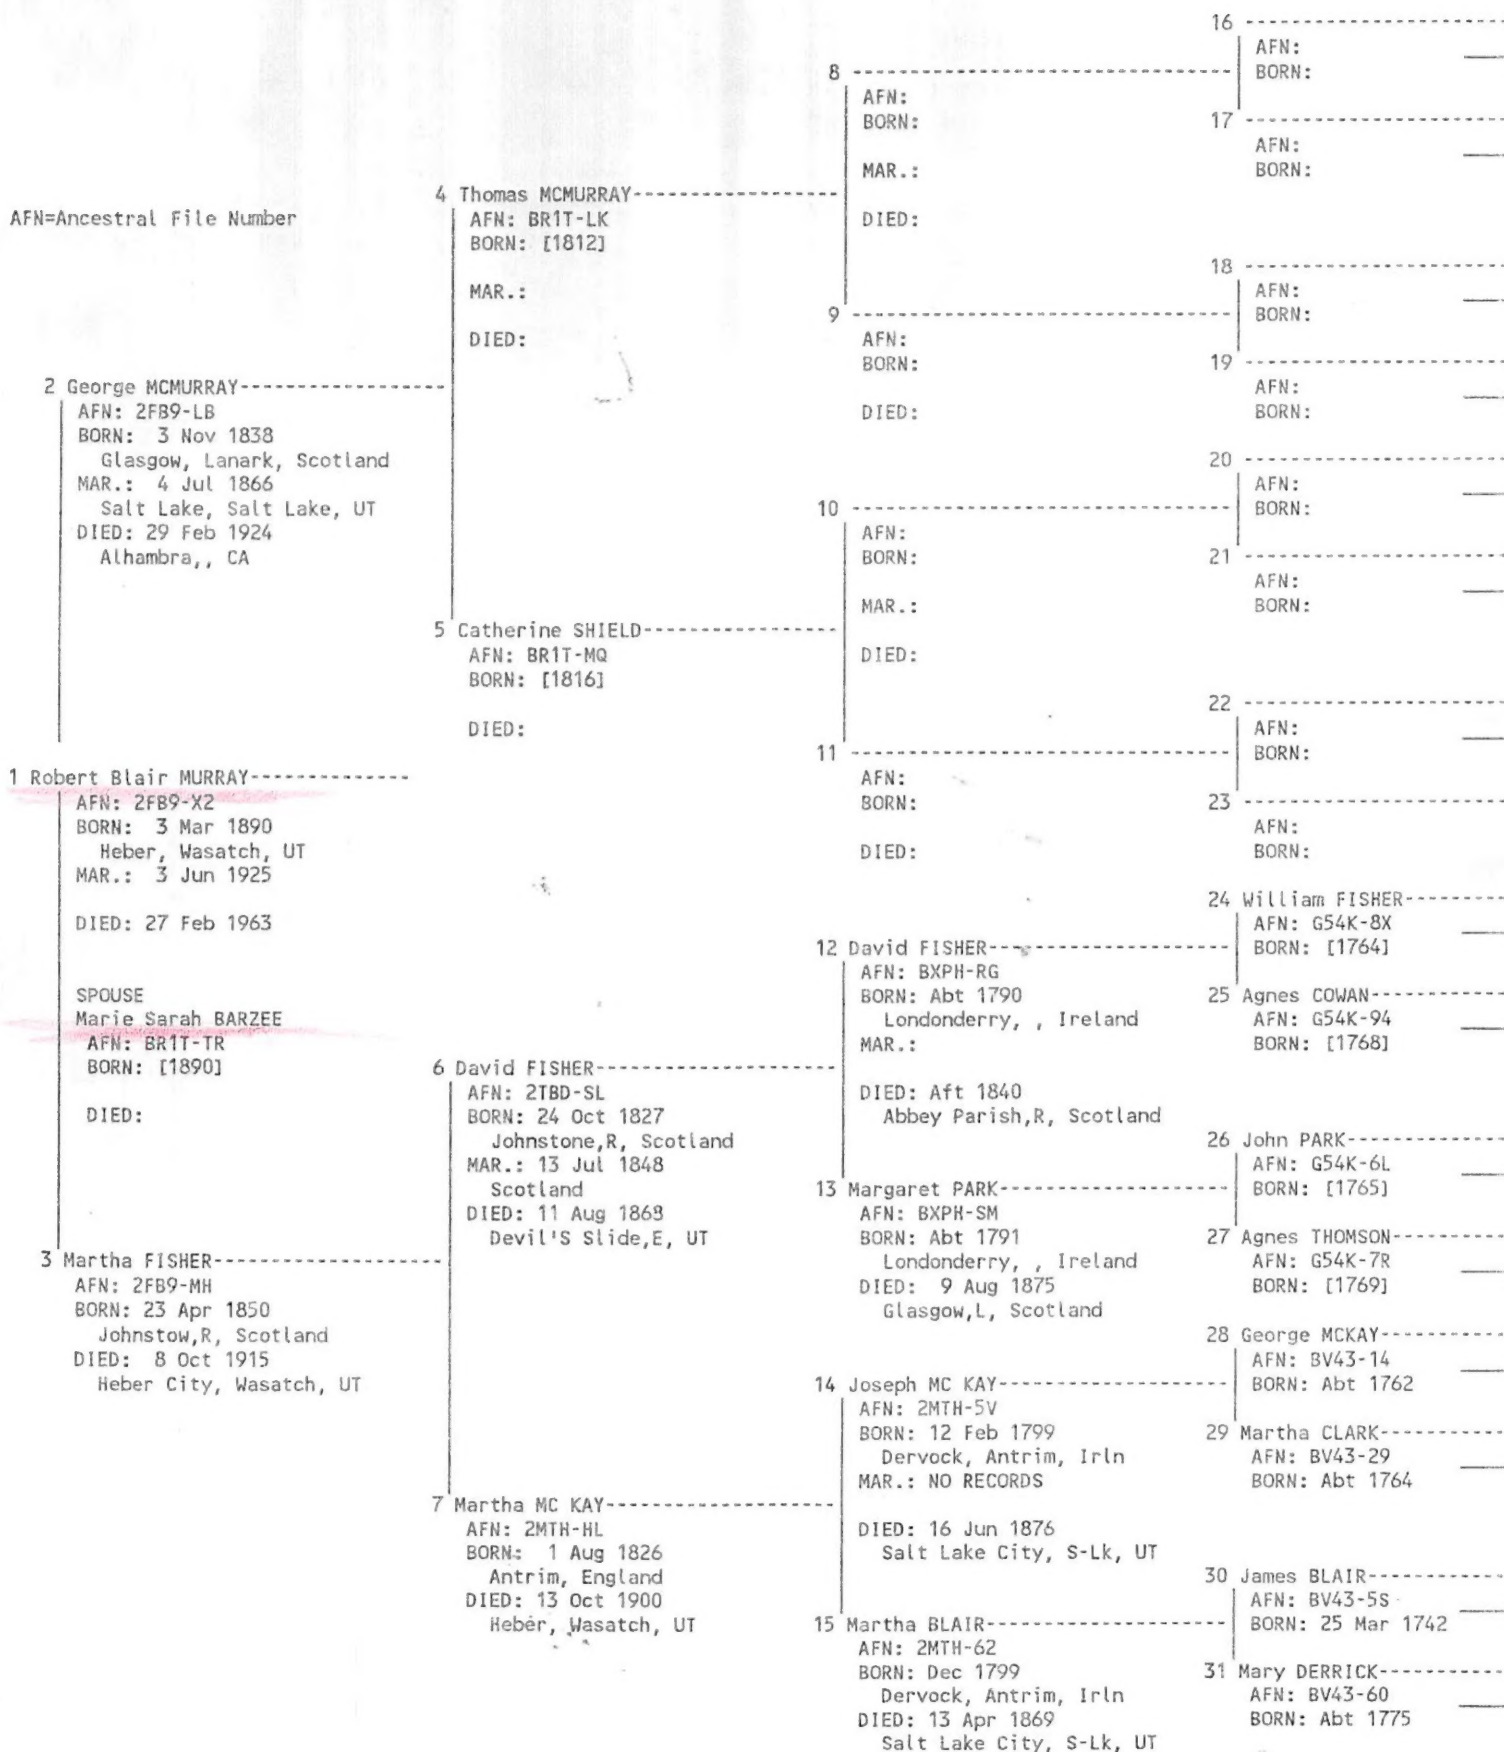 AFN=Ancestral File Number
1 Robert Blair MURRAY--------------
AFN: 2FB9-X2
BORN: 3 Mar 1890
Heber, Wasatch, UT
MAR.: 3 Jun 1925
DIED: 27 Feb 1963
SPOUSE
Marie Sarah BARZEE
AFN: BR1T-TR
BORN: [1890]
DIED:
2 George MCMURRAY-----------------
AFN: 2FB9-LB
BORN: 3 Nov 1838
Glasgow, Lanark, Scotland
MAR.: 4 Jul 1866
Salt Lake, Salt Lake, UT
DIED: 29 Feb 1924
Alhambra,, CA
3 Martha FISHER-------------------
AFN: 2FB9-MH
BORN: 23 Apr 1850
Johnstow,R, Scotland
DIED: 8 Oct 1915
Heber City, Wasatch, UT
4 Thomas MCMURRAY-----------------
AFN: BR1T-LK
BORN: [1812]
MAR.:
DIED:
5 Catherine SHIELD----------------
AFN: BR1T-MQ
BORN: [1816]
DIED:
6 David FISHER--------------------
AFN: 2TBD-SL
BORN: 24 Oct 1827
Johnstone,R, Scotland
MAR.: 13 Jul 1848
Scotland
DIED: 11 Aug 1868
Devil'S Slide,E, UT
7 Martha MC KAY-------------------
AFN: 2MTH-HL
BORN: 1 Aug 1826
Antrim, England
DIED: 13 Oct 1900
Heber, Wasatch, UT
8 --------------------------------
AFN:
BORN:
MAR.:
DIED:
9 --------------------------------
AFN:
BORN:
DIED:
10 --------------------------------
AFN:
BORN:
MAR.:
DIED:
11 --------------------------------
AFN:
BORN:
DIED:
12 David FISHER--------------------
AFN: BXPH-RG
BORN: Abt 1790
Londonderry, , Ireland
MAR.:
DIED: Aft 1840
Abbey Parish,R, Scotland
13 Margaret PARK-------------------
AFN: BXPH-SM
BORN: Abt 1791
Londonderry, , Ireland
DIED: 9 Aug 1875
Glasgow,L, Scotland
14 Joseph MC KAY-------------------
AFN: 2MTH-5V
BORN: 12 Feb 1799
Dervock, Antrim, Irln
MAR.: NO RECORDS
DIED: 16 Jun 1876
Salt Lake City, S-Lk, UT
15 Martha BLAIR--------------------
AFN: 2MTH-62
BORN: Dec 1799
Dervock, Antrim, Irln
DIED: 13 Apr 1869
Salt Lake City, S-Lk, UT
16 ----------------------
AFN:
BORN:
17 ----------------------
AFN:
BORN:
18 ----------------------
AFN:
BORN:
19 ----------------------
AFN:
BORN:
20 ----------------------
AFN:
BORN:
21 ----------------------
AFN:
BORN:
22 ----------------------
AFN:
BORN:
23 ----------------------
AFN:
BORN:
24 William FISHER---------
AFN: G54K-8X
BORN: [1764]
25 Agnes COWAN------------
AFN: G54K-94
BORN: [1768]
26 John PARK--------------
AFN: G54K-6L
BORN: [1765]
27 Agnes THOMSON----------
AFN: G54K-7R
BORN: [1769]
28 George MCKAY-----------
AFN: BV43-14
BORN: Abt 1762
29 Martha CLARK-----------
AFN: BV43-29
BORN: Abt 1764
30 James BLAIR------------
AFN: BV43-5S
BORN: 25 Mar 1742
31 Mary DERRICK-----------
AFN: BV43-60
BORN: Abt 1775